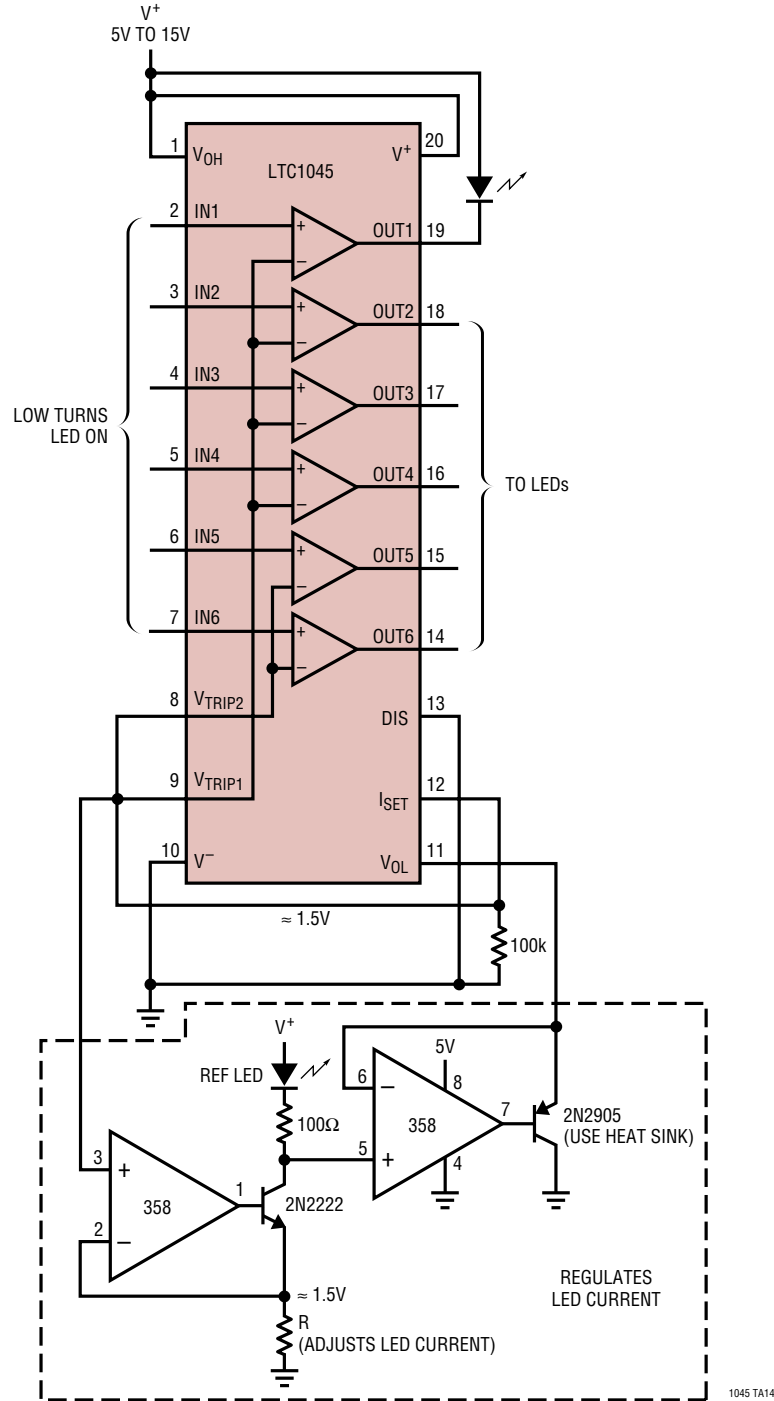 V+
5V TO 15V
1
VOH
LTC1045
V+
20
2
IN1
+
−
OUT1
19
3
IN2
+
−
OUT2
18
4
IN3
+
−
OUT3
17
LOW TURNS
LED ON
5
IN4
+
−
OUT4
16
TO LEDs
6
IN5
+
−
OUT5
15
7
IN6
+
−
OUT6
14
8
VTRIP2
DIS
13
9
VTRIP1
ISET
12
10
V−
VOL
11
≈ 1.5V
100k
V+
REF LED
100Ω
5V
6
−
8
358
7
2N2905
(USE HEAT SINK)
5
+
4
3
+
358
1
2N2222
2
−
≈ 1.5V
R
(ADJUSTS LED CURRENT)
REGULATES
LED CURRENT
1045 TA14